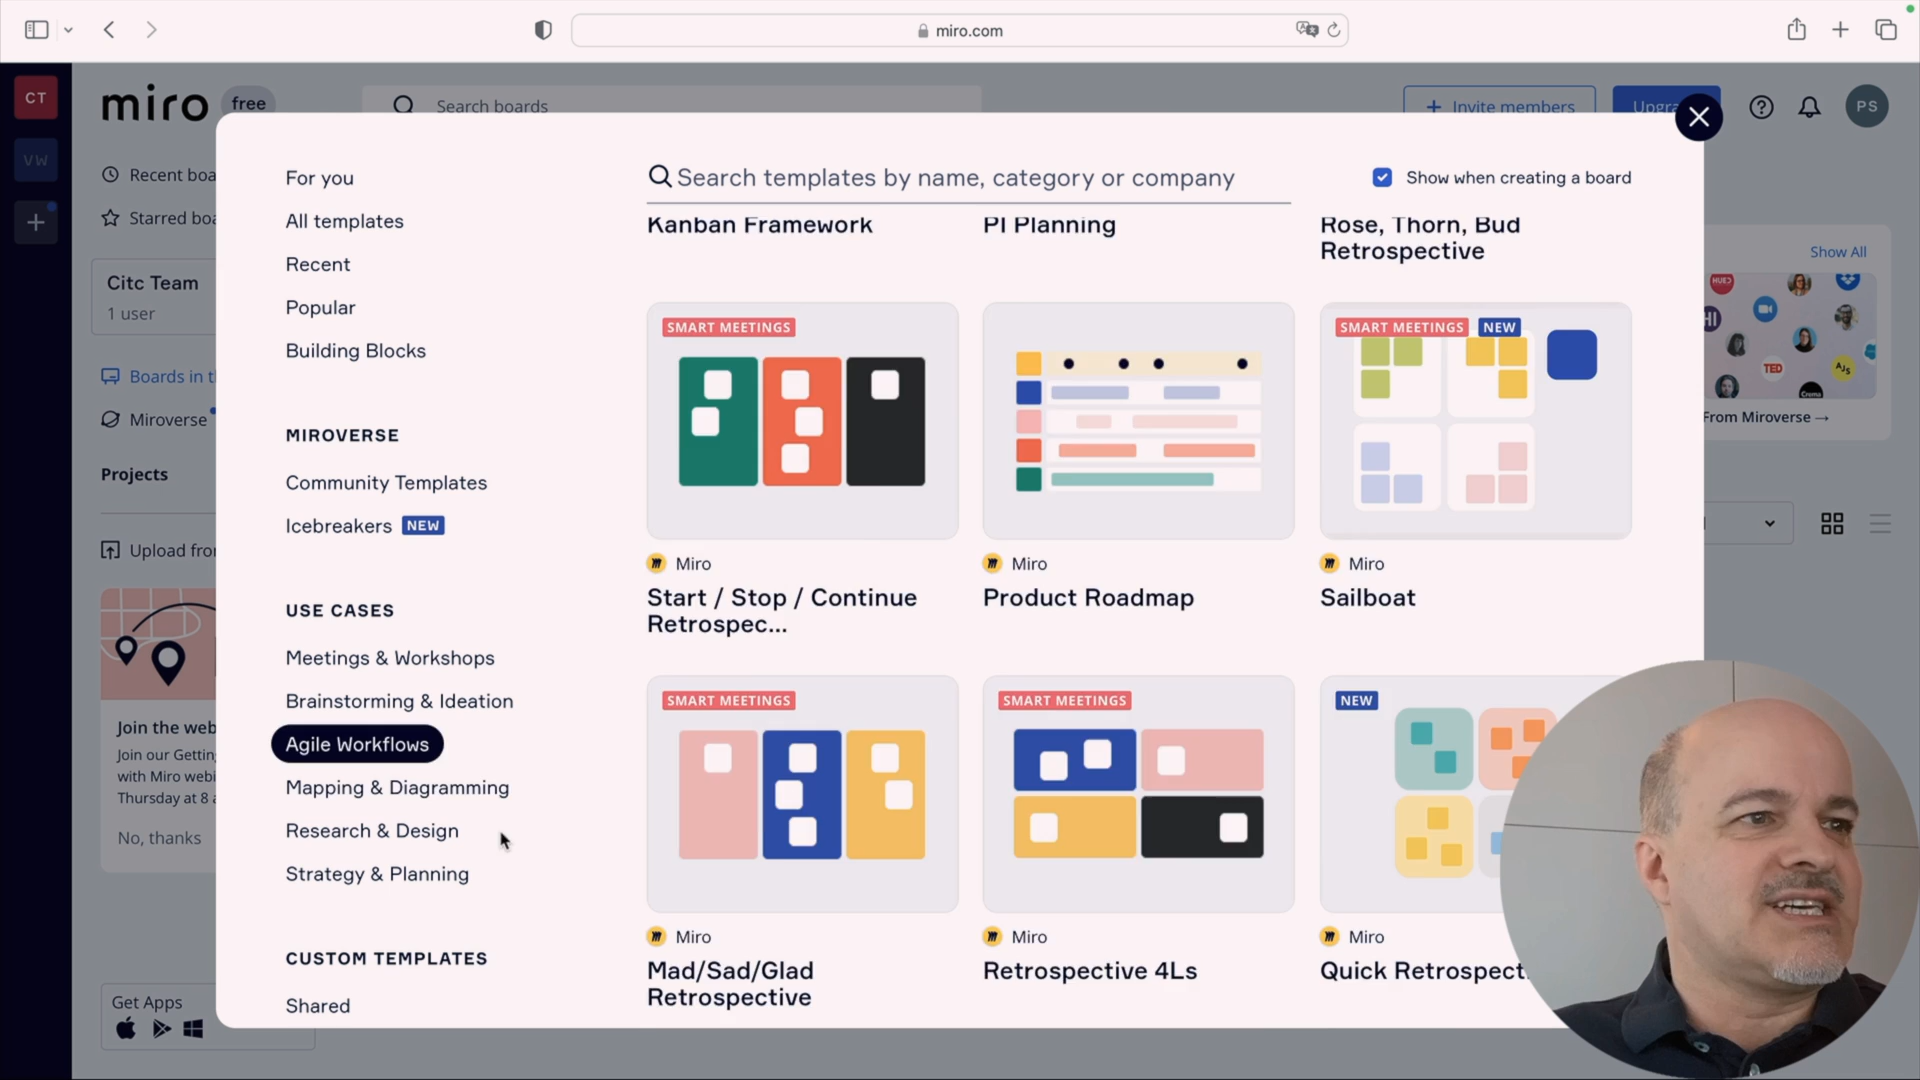 miro.com
CT
miro
free
Search boards
Invite members
PS
VW
Recent boa
Starred boa
Citc Team
1 user
Boards in t
Miroverse
Projects
Upload fro
Join the web
Join our Gettin
with Miro webi
Thursday at 8 a
No, thanks
Get Apps
For you
All templates
Recent
Popular
Building Blocks
MIROVERSE
Community Templates
Icebreakers NEW
USE CASES
Meetings & Workshops
Brainstorming & Ideation
Agile Workflows
Mapping & Diagramming
Research & Design
Strategy & Planning
CUSTOM TEMPLATES
Shared
Search templates by name, category or company
Show when creating a board
Kanban Framework
PI Planning
Rose, Thorn, Bud
Retrospective
SMART MEETINGS
SMART MEETINGS NEW
Miro
Start / Stop / Continue
Retrospec...
Miro
Product Roadmap
Miro
Sailboat
SMART MEETINGS
SMART MEETINGS
NEW
Miro
Mad/Sad/Glad
Retrospective
Miro
Retrospective 4Ls
Miro
Quick Retrospect
Show All
TED
From Miroverse →